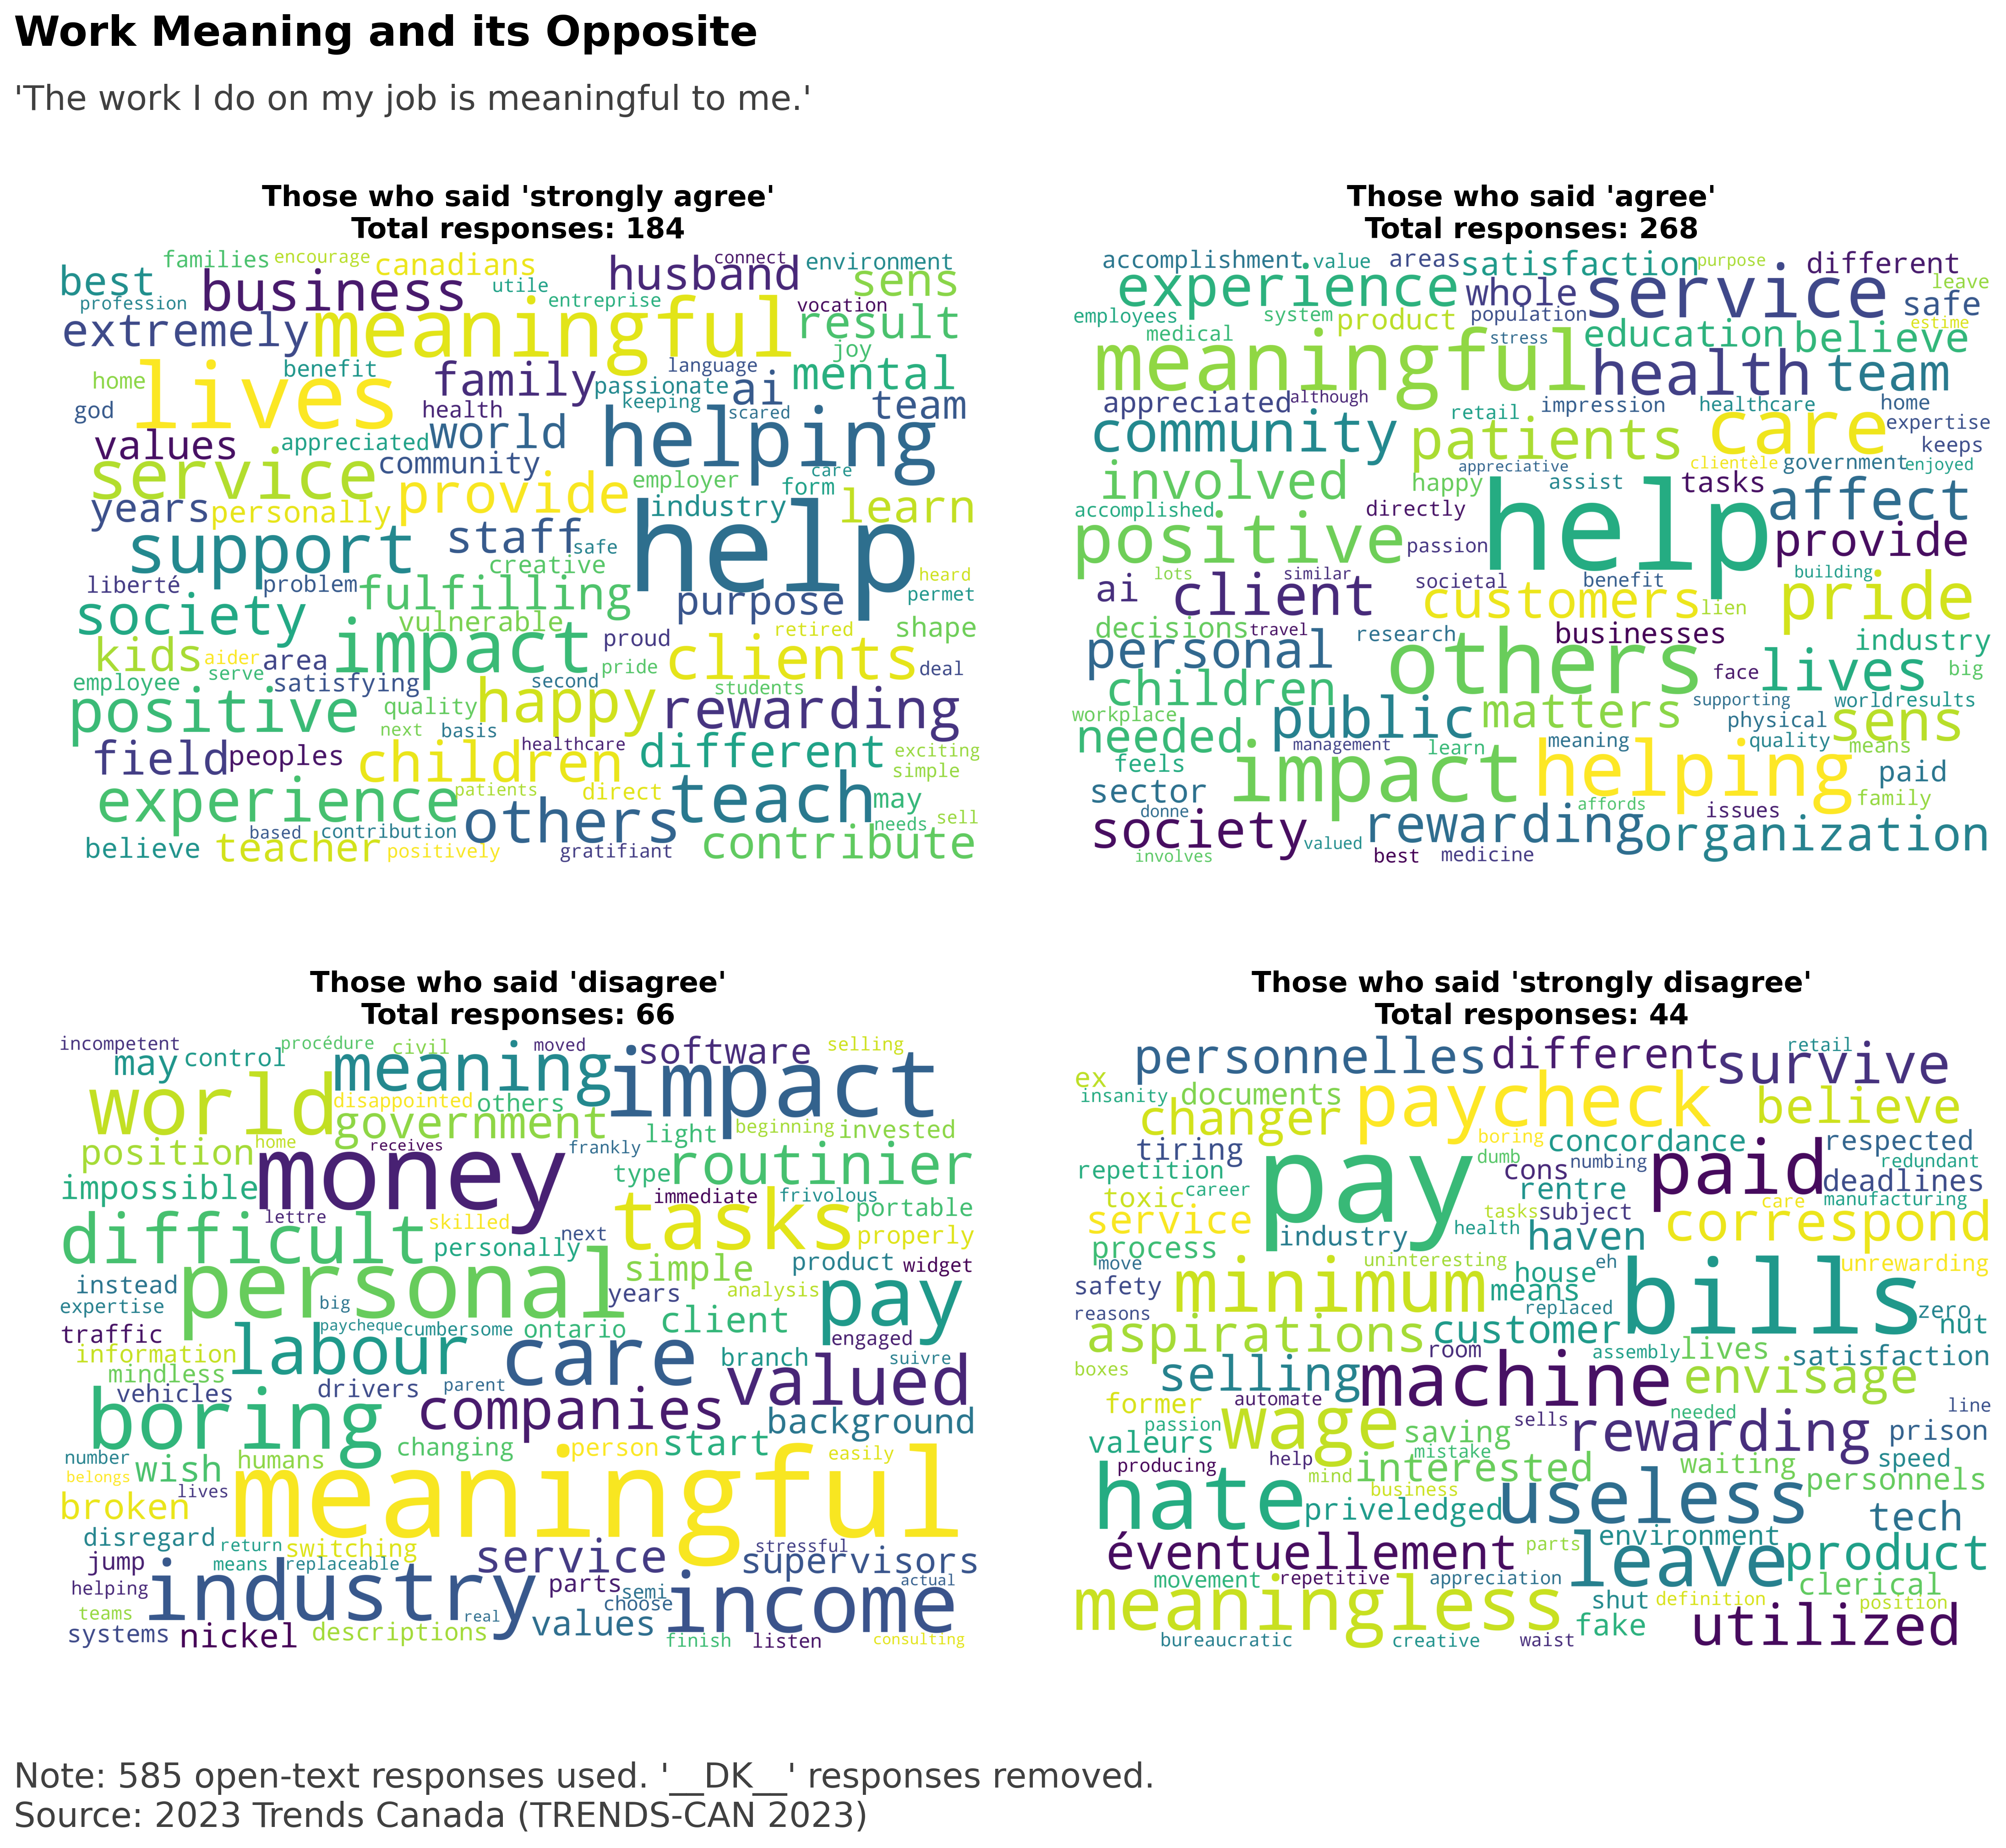 Work Meaning and its Opposite
'The work I do on my job is meaningful to me.'
Those who said 'strongly agree'
Total responses: 184
families encourage canadians connect environment
best business utile husband sens
profession entreprise vocation
extremely meaningful result
joy
benefit language
home lives family passionate ai mental
god health keeping scared team
values appreciated world helping
service community care
employer form
years personally provide industry learn
support staff safe help
creative heard
liberté problem fulfilling permet
society vulnerable purpose
impact proud retired shape
kids aider area clients
serve pride deal
employee satisfying second students
positive quality happy rewarding
next basis
field peoples healthcare different exciting
children simple
experience patients direct teach may
others needs sell
based contribution
believe teacher positively gratifiant contribute
Those who said 'agree'
Total responses: 268
accomplishment value areas satisfaction purpose different
experience whole service leave
safe
employees system product population estime
medical stress education believe
meaningful health team
appreciated although impression healthcare home
retail care expertise
community patients keeps
appreciative clientèle government enjoyed
involved happy assist tasks affect
accomplished directly help
positive passion provide
lots similar building
ai client societal benefit
customers lien pride
decisions travel research businesses industry
personal others face lives big
children supporting world results
workplace public matters physical sens
needed management learn meaning quality means
feels impact helping paid
sector affords family
donne issues
society rewarding organization
valued
involves best medicine
Those who said 'disagree'
Total responses: 66
incompetent procédure civil moved software selling
may control meaning impact
world disappointed others
government light beginning invested
position home receives frankly
money type routinier
impossible immediate frivolous
lettre skilled tasks portable
difficult next properly
personally
instead personal simple product widget
years analysis pay
expertise big client
traffic paycheque cumbersome ontario engaged
information labour care branch suivre
mindless parent valued
vehicles drivers companies
boring background
changing person start
number humans easily
belongs wish meaningful
lives
broken
disregard return switching stressful
jump means replaceable service supervisors
helping industry parts semi income actual
choose
teams real values
systems nickel descriptions finish listen consulting
Those who said 'strongly disagree'
Total responses: 44
personnelles different survive retail
ex insanity documents paycheck believe
changer
tiring boring concordance respected
repetition pay dumb cons numbing paid redundant
toxic career rentre deadlines
tasks subject care manufacturing
service industry health haven correspond
process
move uninteresting house eh unrewarding
safety minimum means bills
reasons replaced zero
aspirations customer nut
room assembly lives satisfaction
boxes selling machine envisage
former automate
passion wage sells needed line
valeurs saving rewarding prison
mistake
producing help interested waiting speed
mind personnels
hate business useless
priveledged tech
éventuellement environment
parts leave product
movement repetitive appreciation
meaningless clerical
shut definition position
fake utilized
bureaucratic creative waist
Note: 585 open-text responses used. '__DK__' responses removed.
Source: 2023 Trends Canada (TRENDS-CAN 2023)